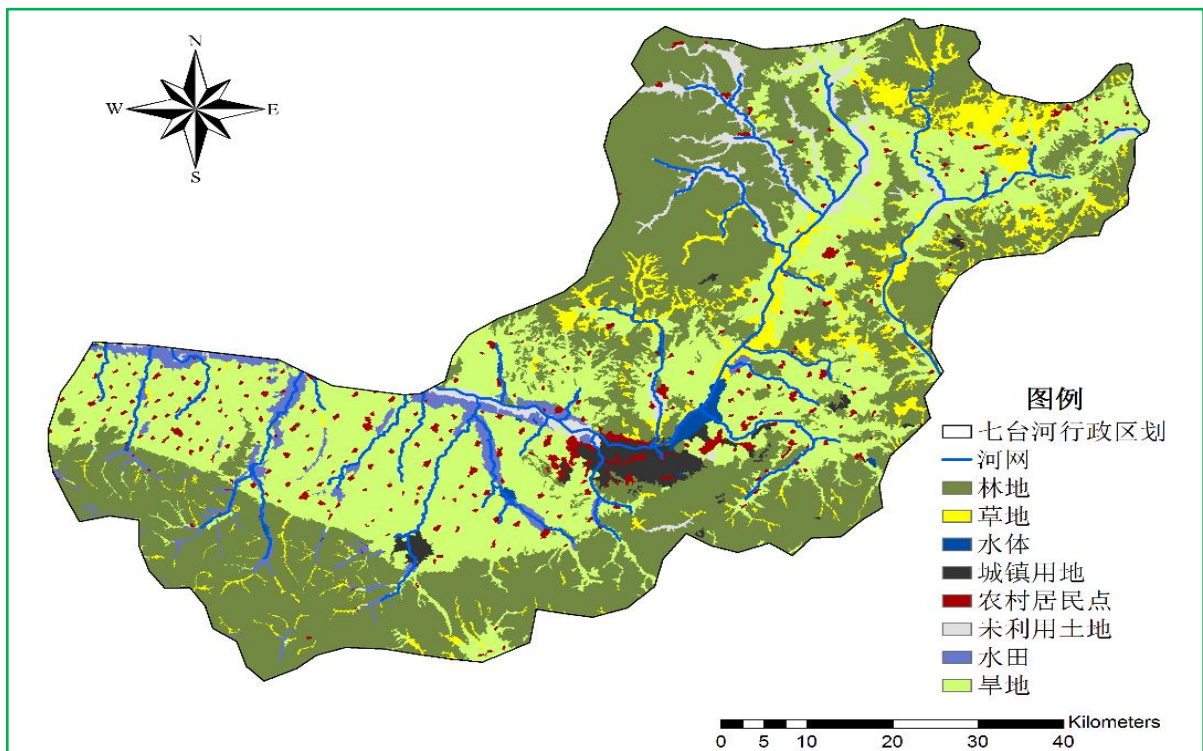 N
W
E
S
图例
七台河行政区划
河网
林地
草地
水体
城镇用地
农村居民点
未利用土地
水田
旱地
Kilometers
0 5 10 20 30 40